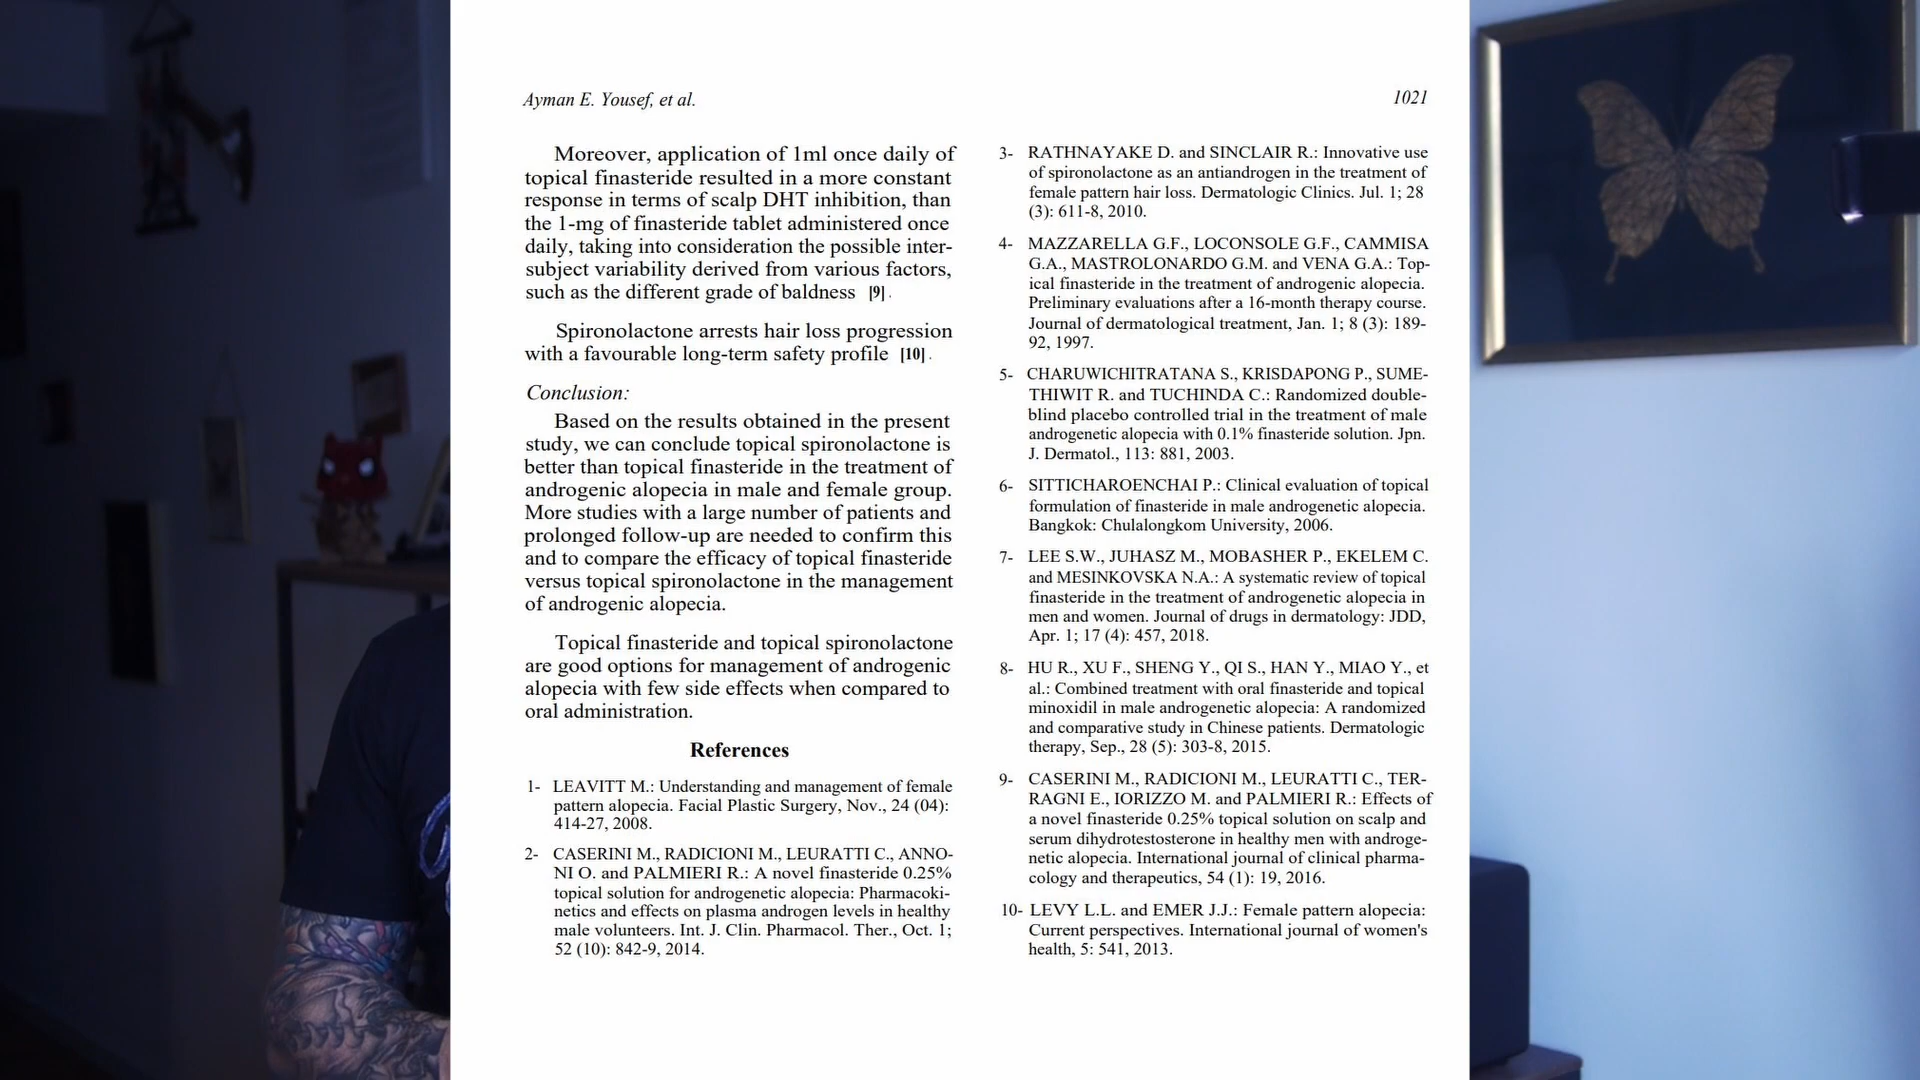 Ayman E. Yousef, et al.
1021
Moreover, application of 1ml once daily of
topical finasteride resulted in a more constant
response in terms of scalp DHT inhibition, than
the 1-mg of finasteride tablet administered once
daily, taking into consideration the possible inter-
subject variability derived from various factors,
such as the different grade of baldness [9].
Spironolactone arrests hair loss progression
with a favourable long-term safety profile [10].
Conclusion:
Based on the results obtained in the present
study, we can conclude topical spironolactone is
better than topical finasteride in the treatment of
androgenic alopecia in male and female group.
More studies with a large number of patients and
prolonged follow-up are needed to confirm this
and to compare the efficacy of topical finasteride
versus topical spironolactone in the management
of androgenic alopecia.
Topical finasteride and topical spironolactone
are good options for management of androgenic
alopecia with few side effects when compared to
oral administration.
References
1- LEAVITT M.: Understanding and management of female
pattern alopecia. Facial Plastic Surgery, Nov., 24 (04):
414-27, 2008.
2- CASERINI M., RADICIONI M., LEURATTI C., ANNO-
NI O. and PALMIERI R.: A novel finasteride 0.25%
topical solution for androgenetic alopecia: Pharmacoki-
netics and effects on plasma androgen levels in healthy
male volunteers. Int. J. Clin. Pharmacol. Ther., Oct. 1;
52 (10): 842-9, 2014.
3- RATHNAYAKE D. and SINCLAIR R.: Innovative use
of spironolactone as an antiandrogen in the treatment of
female pattern hair loss. Dermatologic Clinics. Jul. 1; 28
(3): 611-8, 2010.
4- MAZZARELLA G.F., LOCONSOLE G.F., CAMMISA
G.A., MASTROLONARDO G.M. and VENA G.A.: Top-
ical finasteride in the treatment of androgenic alopecia.
Preliminary evaluations after a 16-month therapy course.
Journal of dermatological treatment, Jan. 1; 8 (3): 189-
92, 1997.
5- CHARUWICHITRATANA S., KRISDAPONG P., SUME-
THIWIT R. and TUCHINDA C.: Randomized double-
blind placebo controlled trial in the treatment of male
androgenetic alopecia with 0.1% finasteride solution. Jpn.
J. Dermatol., 113: 881, 2003.
6- SITTICHAROENCHAI P.: Clinical evaluation of topical
formulation of finasteride in male androgenetic alopecia.
Bangkok: Chulalongkom University, 2006.
7- LEE S.W., JUHASZ M., MOBASHER P., EKELEM C.
and MESINKOVSKA N.A.: A systematic review of topical
finasteride in the treatment of androgenetic alopecia in
men and women. Journal of drugs in dermatology: JDD,
Apr. 1; 17 (4): 457, 2018.
8- HU R., XU F., SHENG Y., QI S., HAN Y., MIAO Y., et
al.: Combined treatment with oral finasteride and topical
minoxidil in male androgenetic alopecia: A randomized
and comparative study in Chinese patients. Dermatologic
therapy, Sep., 28 (5): 303-8, 2015.
9- CASERINI M., RADICIONI M., LEURATTI C., TER-
RAGNI E., IORIZZO M. and PALMIERI R.: Effects of
a novel finasteride 0.25% topical solution on scalp and
serum dihydrotestosterone in healthy men with androge-
netic alopecia. International journal of clinical pharma-
cology and therapeutics, 54 (1): 19, 2016.
10- LEVY L.L. and EMER J.J.: Female pattern alopecia:
Current perspectives. International journal of women's
health, 5: 541, 2013.